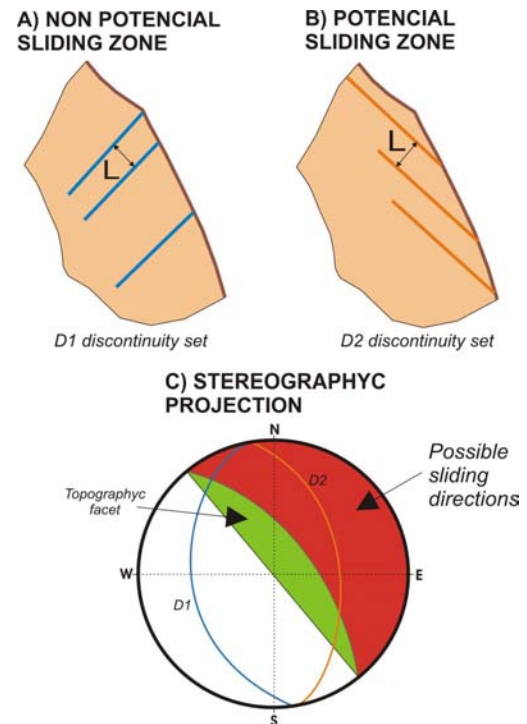 A) NON POTENCIAL
SLIDING ZONE
L
D1 discontinuity set
B) POTENCIAL
SLIDING ZONE
L
D2 discontinuity set
C) STEREOGRAPHYC
PROJECTION
N
D2
Possible
sliding
directions
Topographyc
facet
W
E
D1
S